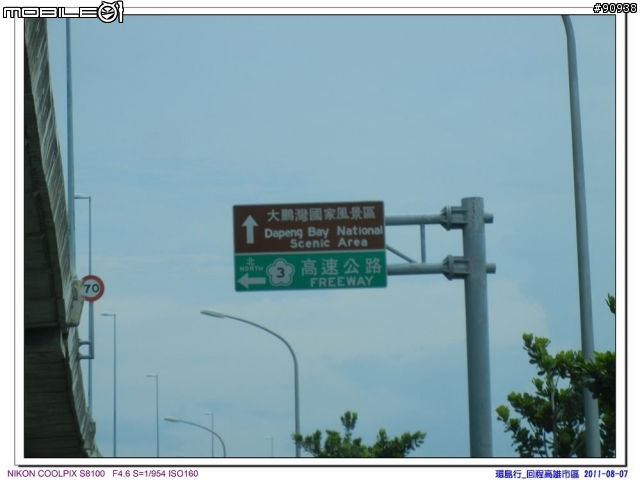 mobile01
#90938
大鵬灣國家風景區
Dapeng Bay National
Scenic Area
北
NORTH
3
高速公路
FREEWAY
70
NIKON COOLPIX S8100 F4.6 S=1/954 ISO160
環島行_回程高雄市區 2011-08-07